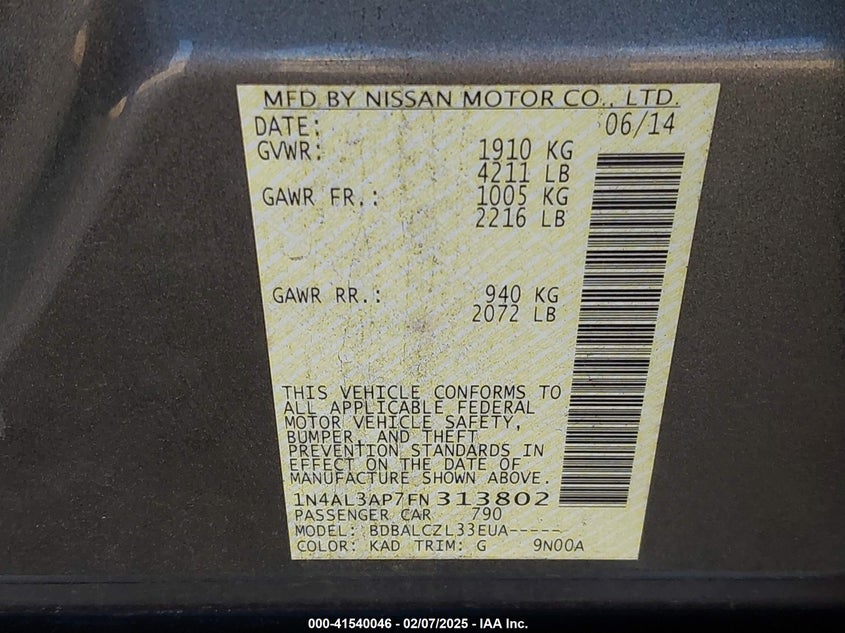 MFD BY NISSAN MOTOR CO., LTD.
DATE: 06/14
GVWR: 1910 KG
4211 LB
GAWR FR.: 1005 KG
2216 LB
GAWR RR.: 940 KG
2072 LB
THIS VEHICLE CONFORMS TO
ALL APPLICABLE FEDERAL
MOTOR VEHICLE SAFETY,
BUMPER, AND THEFT
PREVENTION STANDARDS IN
EFFECT ON THE DATE OF
MANUFACTURE SHOWN ABOVE.
1N4AL3AP7FN313802
PASSENGER CAR 790
MODEL: BDBALCZL33EUA-----
COLOR: KAD TRIM: G 9N00A
000-41540046 - 02/07/2025 - IAA Inc.